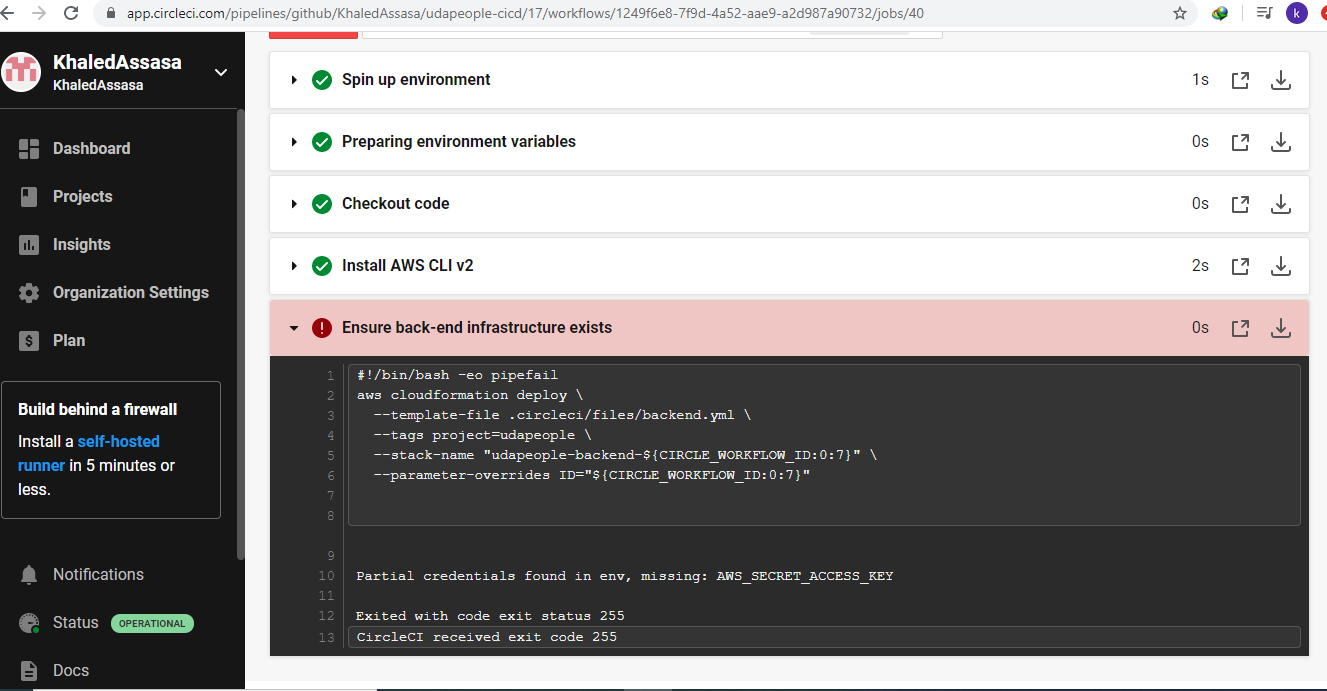 app.circleci.com/pipelines/github/KhaledAssasa/udapeople-cicd/17/workflows/1249f6e8-7f9d-4a52-aae9-a2d987a90732/jobs/40
k
KhaledAssasa
KhaledAssasa
Dashboard
Projects
Insights
Organization Settings
$ Plan
Build behind a firewall
Install a self-hosted
runner in 5 minutes or
less.
Notifications
Status OPERATIONAL
Docs
Spin up environment 1s
Preparing environment variables 0s
Checkout code 0s
Install AWS CLI v2 2s
! Ensure back-end infrastructure exists 0s
1 #!/bin/bash -eo pipefail
2 aws cloudformation deploy \
3 --template-file .circleci/files/backend.yml \
4 --tags project=udapeople \
5 --stack-name "udapeople-backend-${CIRCLE_WORKFLOW_ID:0:7}" \
6 --parameter-overrides ID="${CIRCLE_WORKFLOW_ID:0:7}"
7
8
9
10 Partial credentials found in env, missing: AWS_SECRET_ACCESS_KEY
11
12 Exited with code exit status 255
13 CircleCI received exit code 255